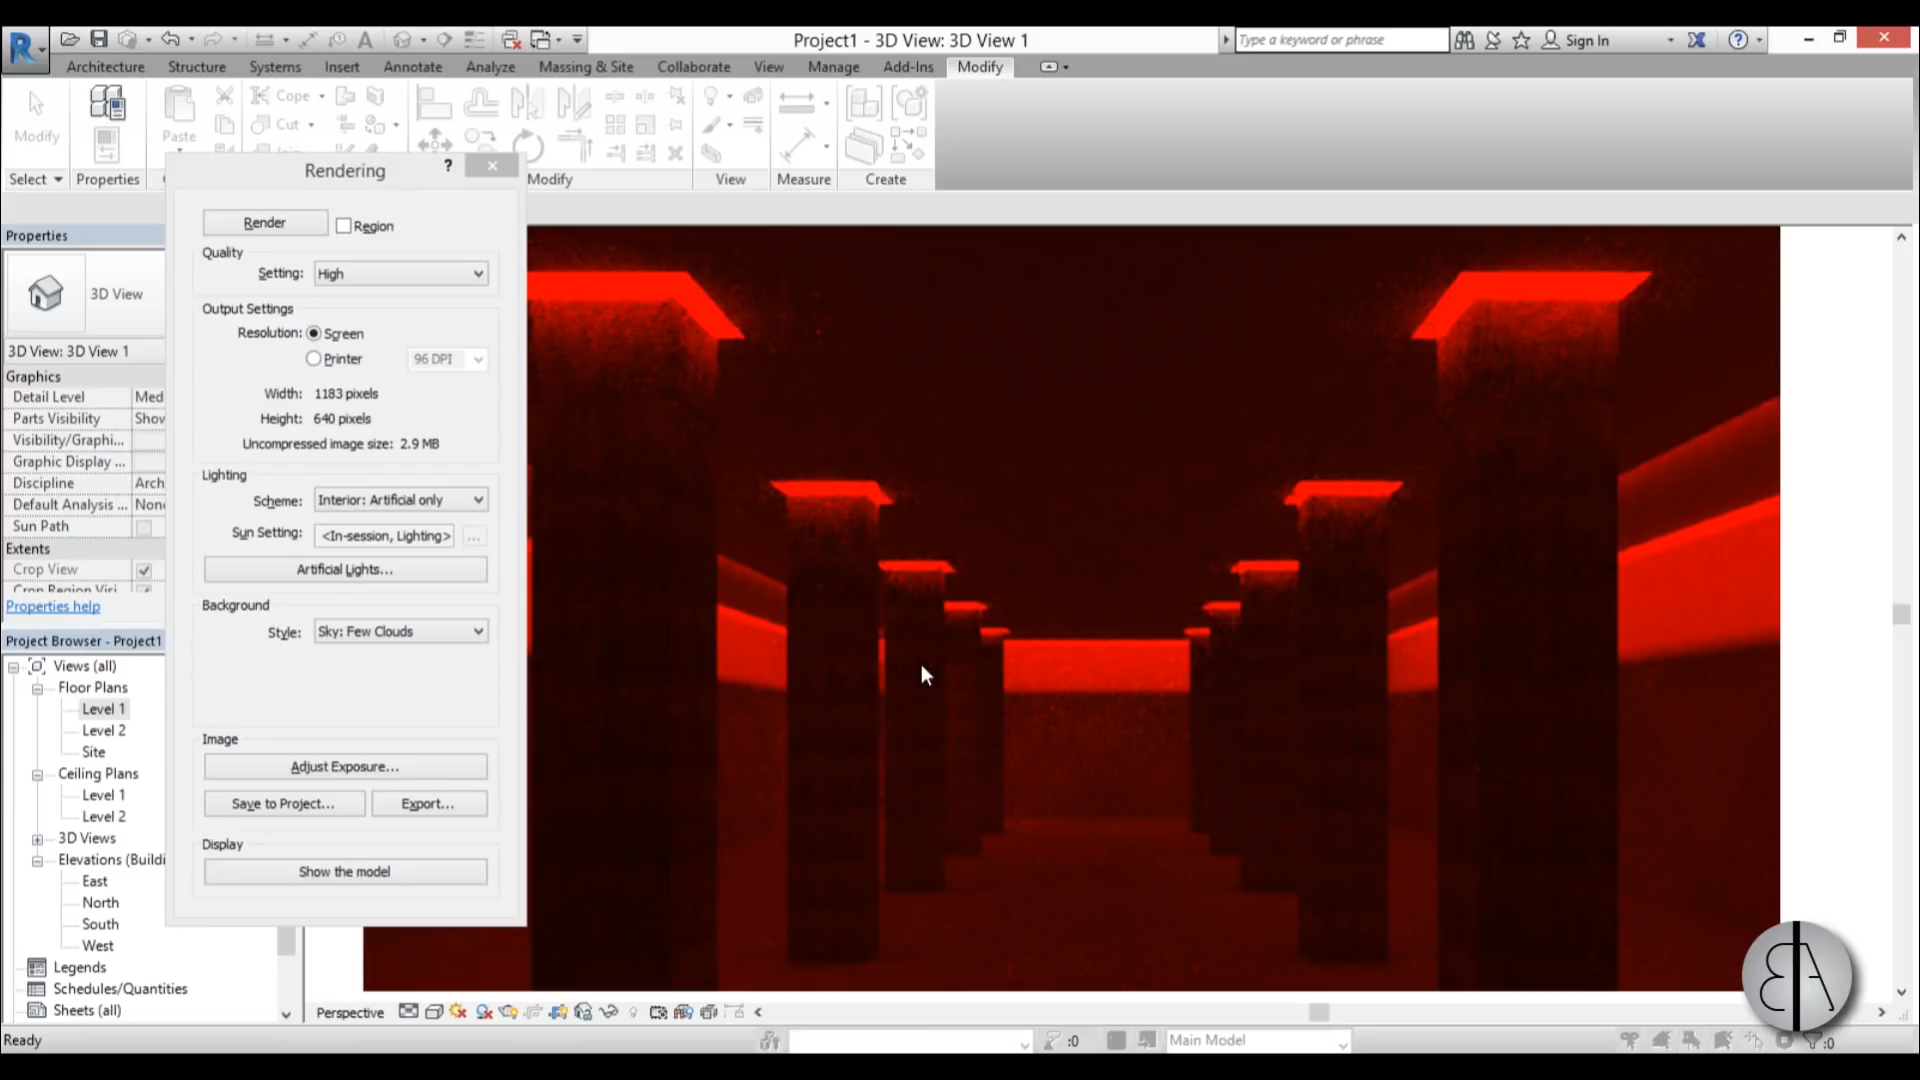 Project1 - 3D View: 3D View 1
Type a keyword or phrase
Sign In
Architecture Structure Systems Insert Annotate Analyze Massing & Site Collaborate View Manage Add-Ins Modify
Cope
Modify
Paste
Cut
Select Properties Modify View Measure Create
Rendering
Render
Region
Quality
Setting: High
Output Settings
Resolution: Screen
Printer 96 DPI
Width: 1183 pixels
Height: 640 pixels
Uncompressed image size: 2.9 MB
Lighting
Scheme: Interior: Artificial only
Sun Setting: <In-session, Lighting> ...
Artificial Lights...
Background
Style: Sky: Few Clouds
Image
Adjust Exposure...
Save to Project... Export...
Display
Show the model
Properties
3D View
3D View: 3D View 1
Graphics
Detail Level Med
Parts Visibility Shov
Visibility/Graphi...
Graphic Display ...
Discipline Arch
Default Analysis ... None
Sun Path
Extents
Crop View
Properties help
Project Browser - Project1
Views (all)
Floor Plans
Level 1
Level 2
Site
Ceiling Plans
Level 1
Level 2
3D Views
Elevations (Buildi
East
North
South
West
Legends
Schedules/Quantities
Sheets (all)
Perspective
Ready
:0
Main Model
:0